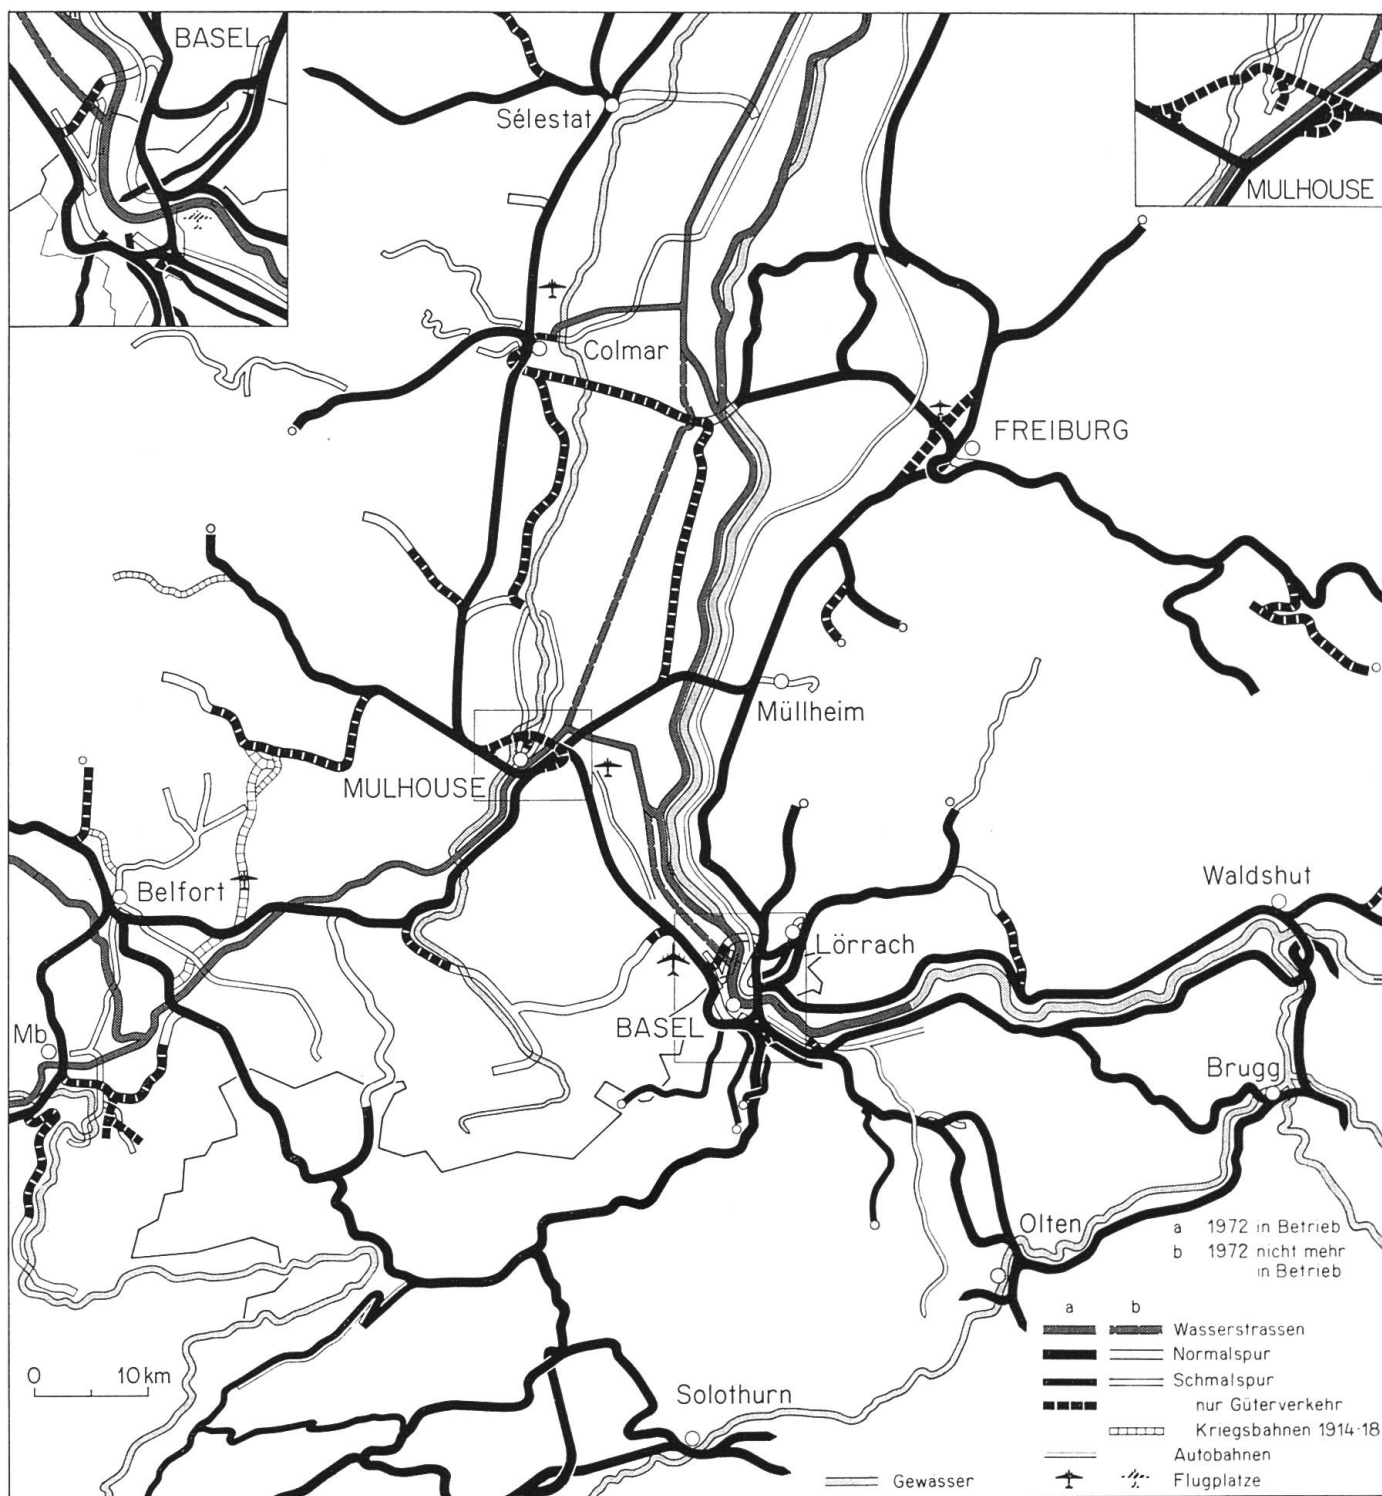 BASEL
Sélestat
MULHOUSE
Colmar
FREIBURG
Müllheim
MULHOUSE
Belfort
Waldshut
Lörrach
BASEL
Mb
Brugg
Olten
a 1972 in Betrieb
b 1972 nicht mehr
in Betrieb
a b
Wasserstrassen
Normalspur
0 10 km
Schmalspur
Solothurn
nur Güterverkehr
Kriegsbahnen 1914-18
Autobahnen
Gewässer
Flugplätze